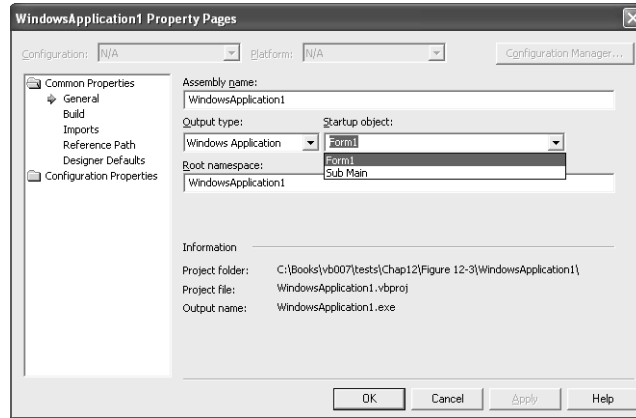 WindowsApplication1 Property Pages
Configuration: N/A Platform: N/A Configuration Manager...
Common Properties
General
Build
Imports
Reference Path
Designer Defaults
Configuration Properties
Assembly name:
WindowsApplication1
Output type: Startup object:
Windows Application Form1
Form1
Sub Main
Root namespace:
WindowsApplication1
Information
Project folder: C:\Books\vb007\tests\Chap12\Figure 12-3\WindowsApplication1\
Project file: WindowsApplication1.vbproj
Output name: WindowsApplication1.exe
OK Cancel Apply Help